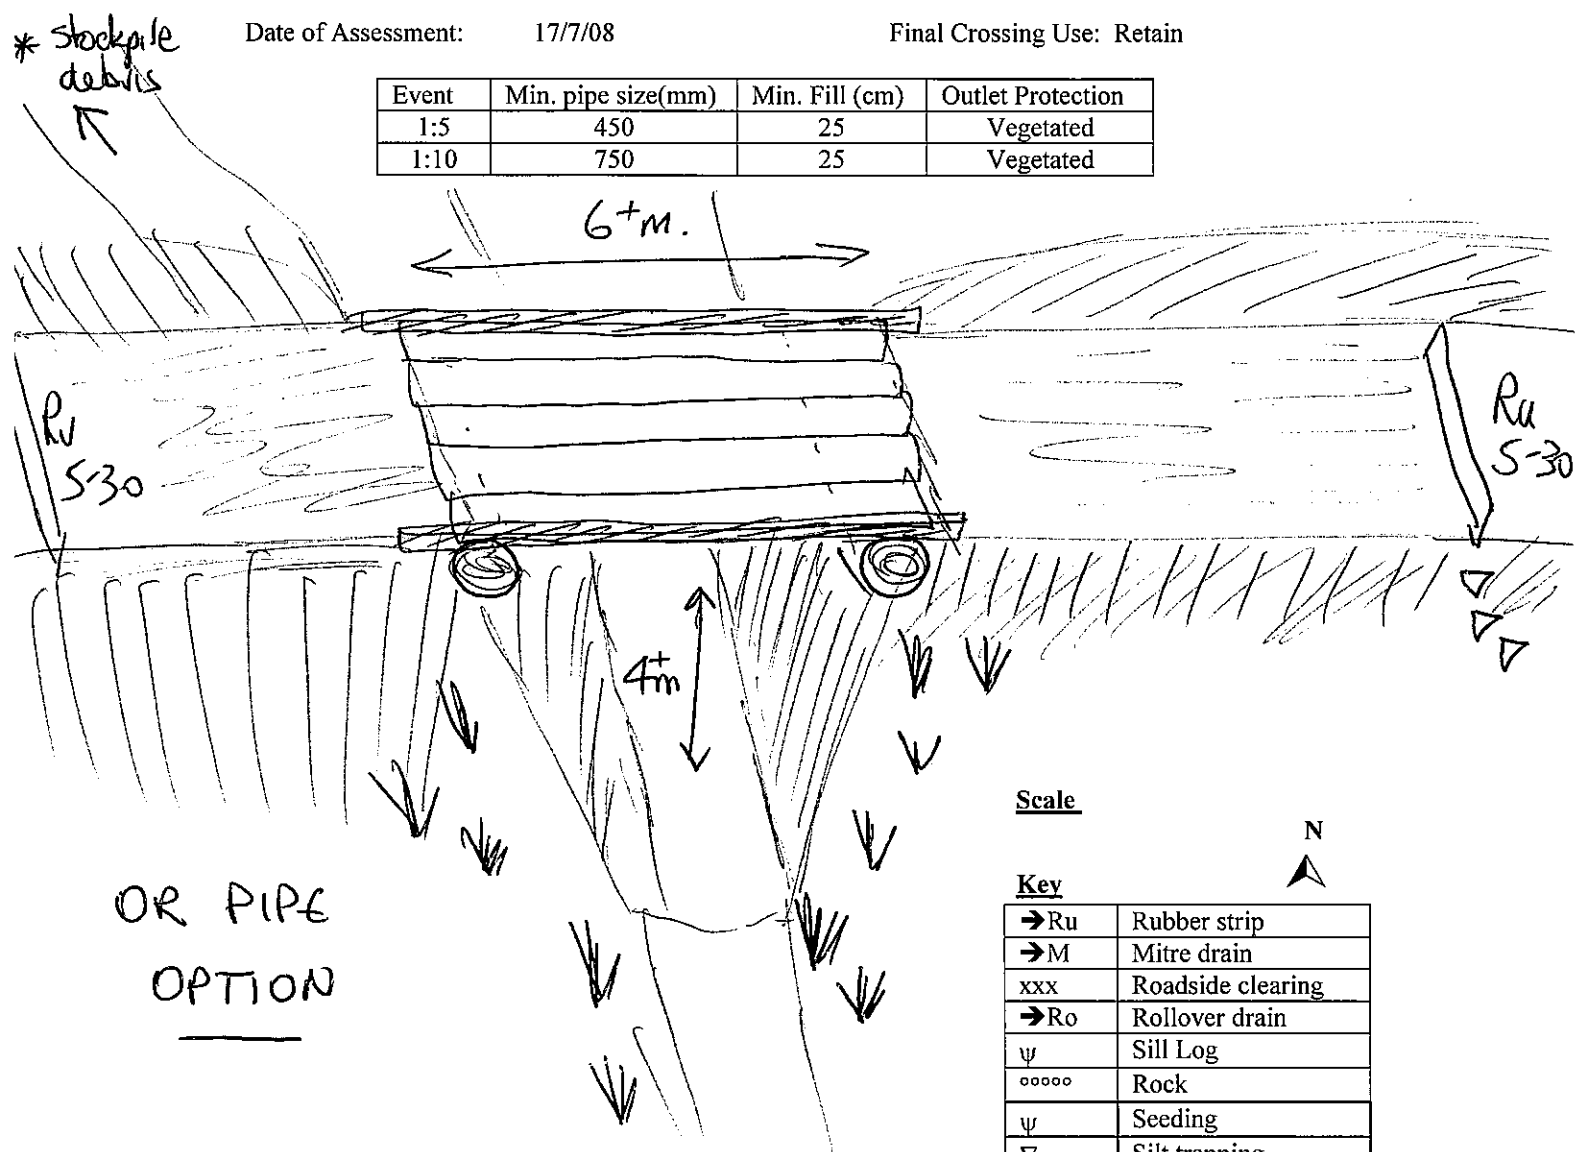 * stockpile
debris
Date of Assessment: 17/7/08 Final Crossing Use: Retain
Event Min. pipe size(mm) Min. Fill (cm) Outlet Protection
1:5 450 25 Vegetated
1:10 750 25 Vegetated
6+m.
Ru
5-30
Ru
5-30
4+m
OR PIPE
OPTION
Scale
N
Key
➔Ru Rubber strip
➔M Mitre drain
xxx Roadside clearing
➔Ro Rollover drain
ψ Sill Log
ooooo Rock
ψ Seeding
▽ Silt trapping